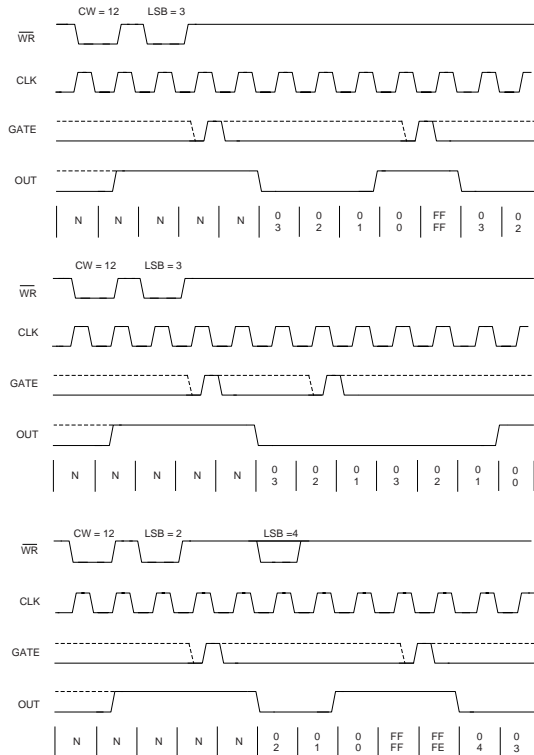 CW = 12 LSB = 3
WR
CLK
GATE
OUT
N N N N N 0 0 0 0 FF 0 0
3 2 1 0 FF 3 2
CW = 12 LSB = 3
WR
CLK
GATE
OUT
N N N N N 0 0 0 0 0 0 0
3 2 1 3 2 1 0
CW = 12 LSB = 2 LSB =4
WR
CLK
GATE
OUT
N N N N N 0 0 0 FF FF 0 0
2 1 0 FF FE 4 3